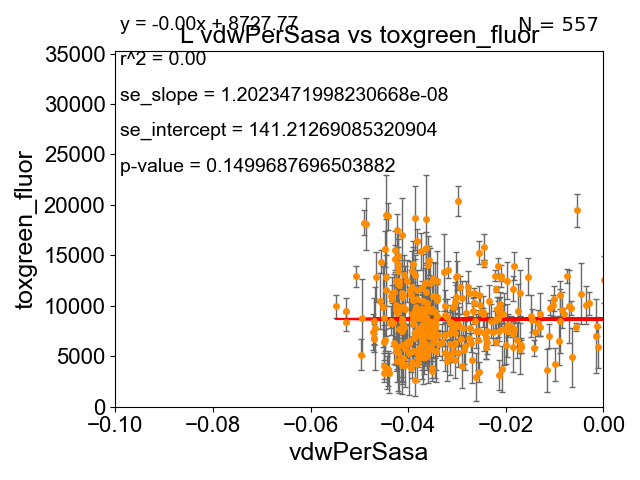 y = -0.00x + 8727.77
N = 557
L vdwPerSasa vs toxgreen_fluor
r^2 = 0.00
se_slope = 1.2023471998230668e-08
se_intercept = 141.21269085320904
p-value = 0.1499687696503882
35000
30000
25000
20000
15000
10000
5000
0
toxgreen_fluor
−0.10
−0.08
−0.06
−0.04
−0.02
0.00
vdwPerSasa